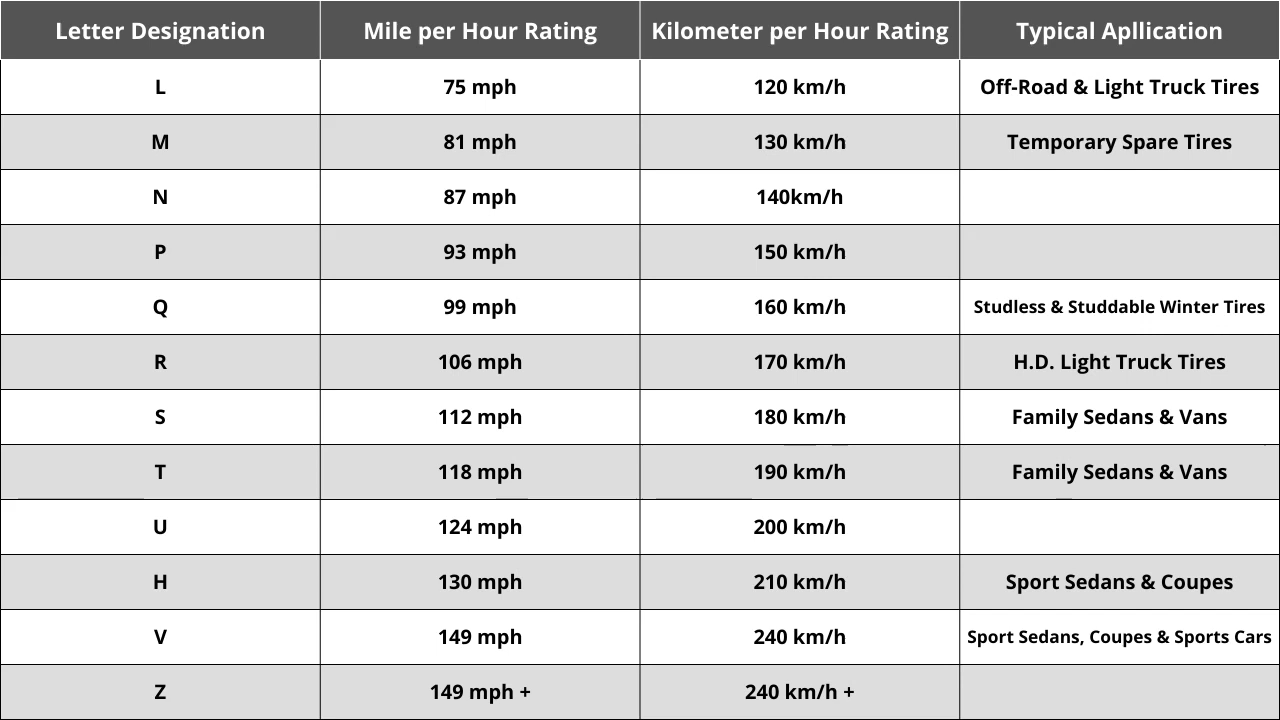 Letter Designation Mile per Hour Rating Kilometer per Hour Rating Typical Apllication
L 75 mph 120 km/h Off-Road & Light Truck Tires
M 81 mph 130 km/h Temporary Spare Tires
N 87 mph 140km/h
P 93 mph 150 km/h
Q 99 mph 160 km/h Studless & Studdable Winter Tires
R 106 mph 170 km/h H.D. Light Truck Tires
S 112 mph 180 km/h Family Sedans & Vans
T 118 mph 190 km/h Family Sedans & Vans
U 124 mph 200 km/h
H 130 mph 210 km/h Sport Sedans & Coupes
V 149 mph 240 km/h Sport Sedans, Coupes & Sports Cars
Z 149 mph + 240 km/h +